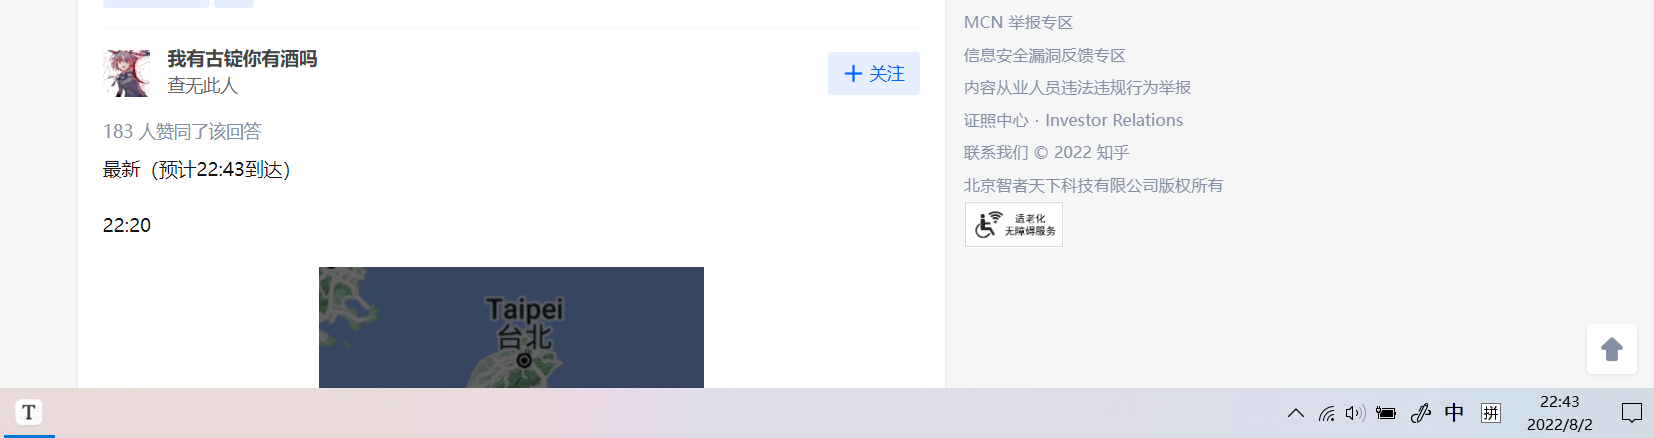 我有古锭你有酒吗
查无此人
关注
183 人赞同了该回答
最新（预计22:43到达）
22:20
Taipei
台北
MCN 举报专区
信息安全漏洞反馈专区
内容从业人员违法违规行为举报
证照中心 · Investor Relations
联系我们 © 2022 知乎
北京智者天下科技有限公司版权所有
适老化
无障碍服务
T
中
拼
22:43
2022/8/2